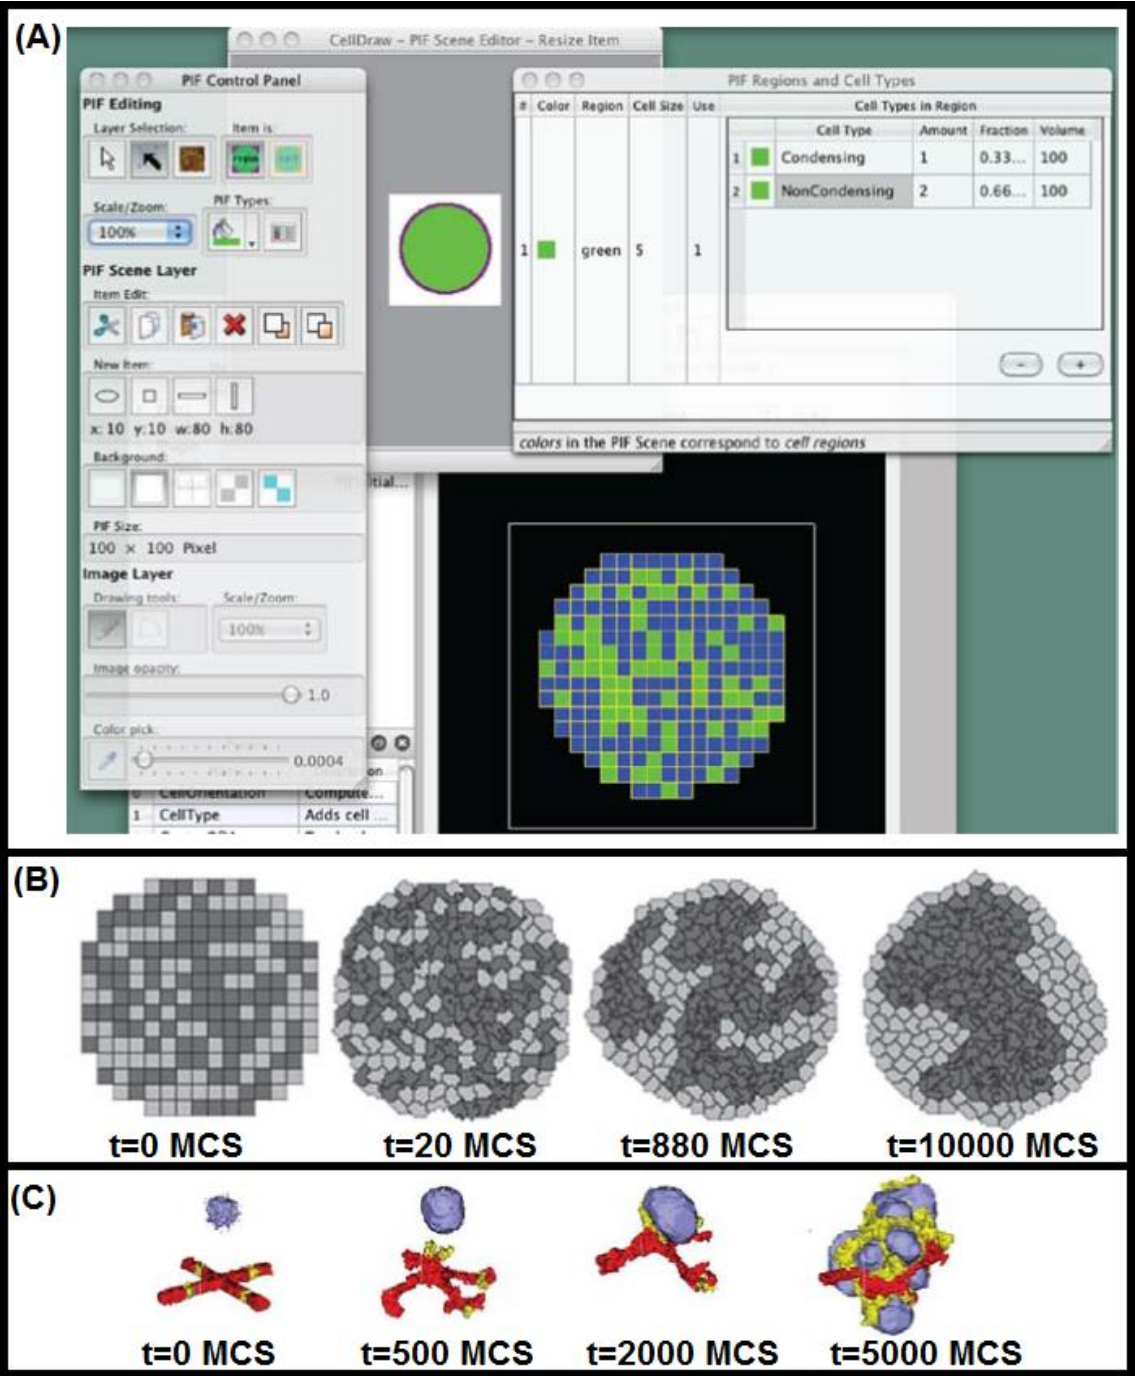 (A)
CellDraw – PIF Scene Editor – Resize Item
PIF Control Panel
PIF Editing
Layer Selection: Item is:
Scale/Zoom: PIF Types:
100%
PIF Scene Layer
Item Edit:
New Item:
x: 10 y:10 w:80 h:80
Background:
PIF Size:
100 × 100 Pixel
Image Layer
Drawing tools: Scale/Zoom:
100%
Image opacity:
1.0
Color pick:
0.0004
PIF Regions and Cell Types
# Color Region Cell Size Use Cell Types in Region
Cell Type Amount Fraction Volume
1 Condensing 1 0.33... 100
2 NonCondensing 2 0.66... 100
1 green 5 1
- +
colors in the PIF Scene correspond to cell regions
itial...
on
0 CellOrientation Compute...
1 CellType Adds cell ...
(B)
t=0 MCS t=20 MCS t=880 MCS t=10000 MCS
(C)
t=0 MCS t=500 MCS t=2000 MCS t=5000 MCS